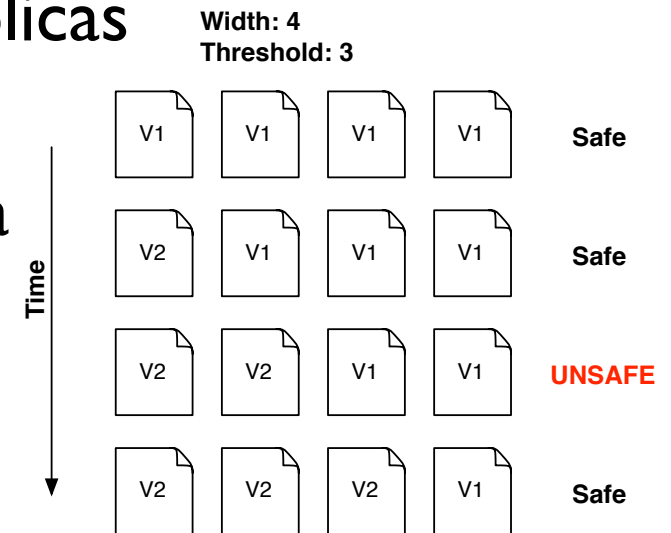 Width: 4
Threshold: 3
V1 V1 V1 V1 Safe
V2 V1 V1 V1 Safe
Time
V2 V2 V1 V1 UNSAFE
V2 V2 V2 V1 Safe